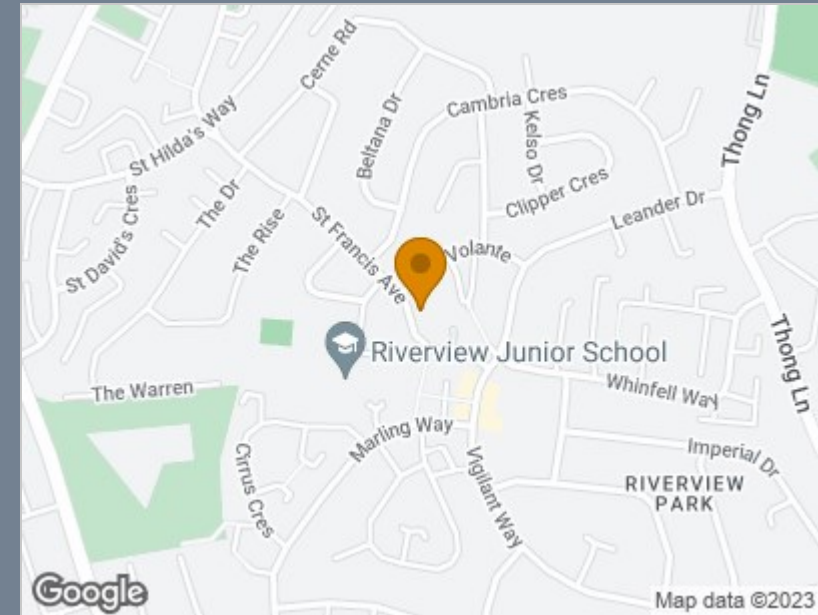 Cerne Rd
Beltana Dr
Cambria Cres
Kelso Dr
Thong Ln
St Hilda's Way
The Dr
Clipper Cres
Leander Dr
St David's Cres
The Rise
St Francis Ave
Volante
Riverview Junior School
Thong Ln
The Warren
Whinfell Way
Marling Way
Cirrus Cres
Vigilant Way
Imperial Dr
RIVERVIEW
PARK
Google
Map data ©2023